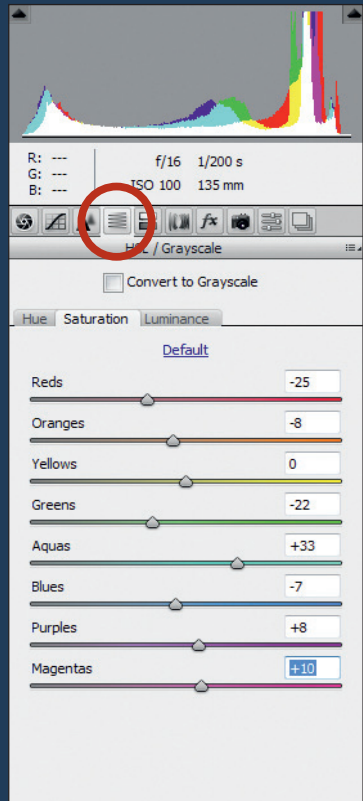 R: --- f/16 1/200 s
G: ---
B: --- ISO 100 135 mm
fx
HSL / Grayscale
Convert to Grayscale
Hue Saturation Luminance
Default
Reds -25
Oranges -8
Yellows 0
Greens -22
Aquas +33
Blues -7
Purples +8
Magentas +10